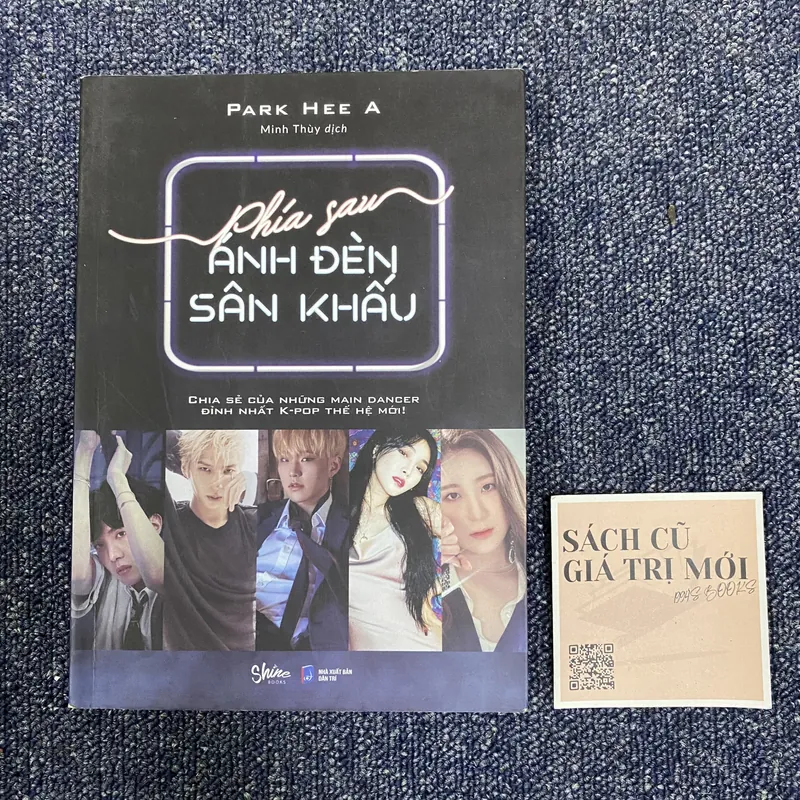 PARK HEE A
Minh Thùy dịch
Phía sau
ÁNH ĐÈN
SÂN KHẤU
CHIA SẺ CỦA NHỮNG MAIN DANCER
ĐỈNH NHẤT K-POP THẾ HỆ MỚI!
Shine
BOOKS
NHÀ XUẤT BẢN
DÂN TRÍ
SÁCH CŨ
GIÁ TRỊ MỚI
BOOKS